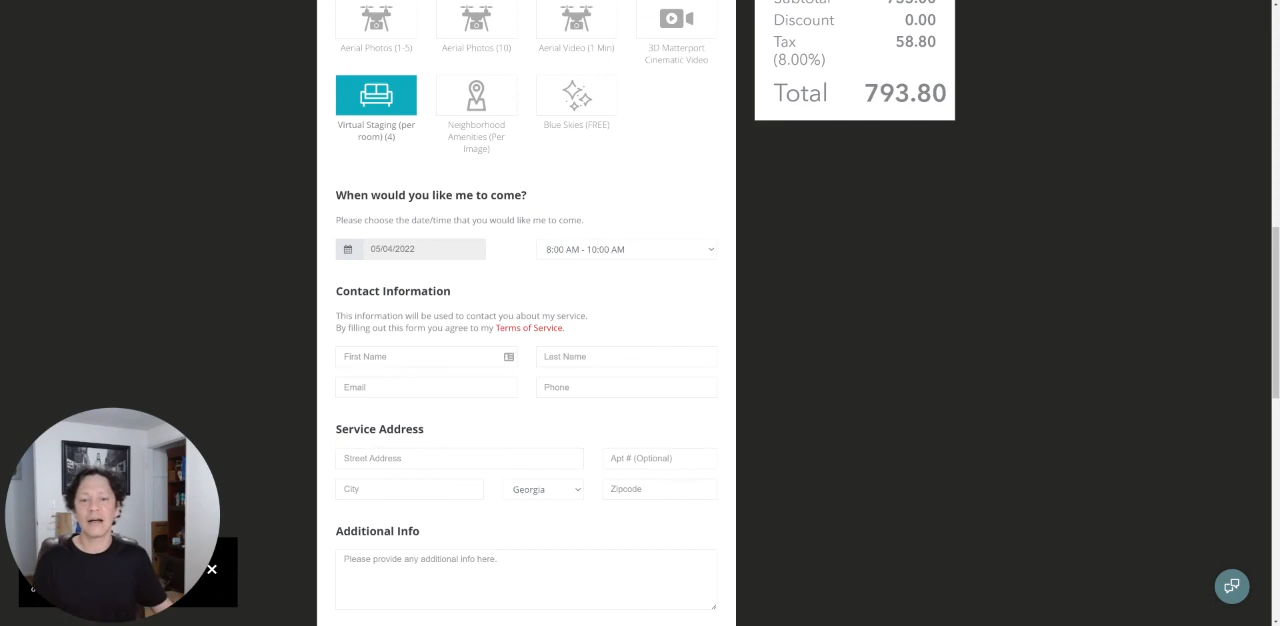 Aerial Photos (1-5)
Aerial Photos (10)
Aerial Video (1 Min)
3D Matterport
Cinematic Video
Virtual Staging (per
room) (4)
Neighborhood
Amenities (Per
Image)
Blue Skies (FREE)
When would you like me to come?
Please choose the date/time that you would like me to come.
05/04/2022
8:00 AM - 10:00 AM
Contact Information
This information will be used to contact you about my service.
By filling out this form you agree to my Terms of Service.
First Name
Last Name
Email
Phone
Service Address
Street Address
Apt # (Optional)
City
Georgia
Zipcode
Additional Info
Please provide any additional info here.
Discount 0.00
Tax 58.80
(8.00%)
Total 793.80